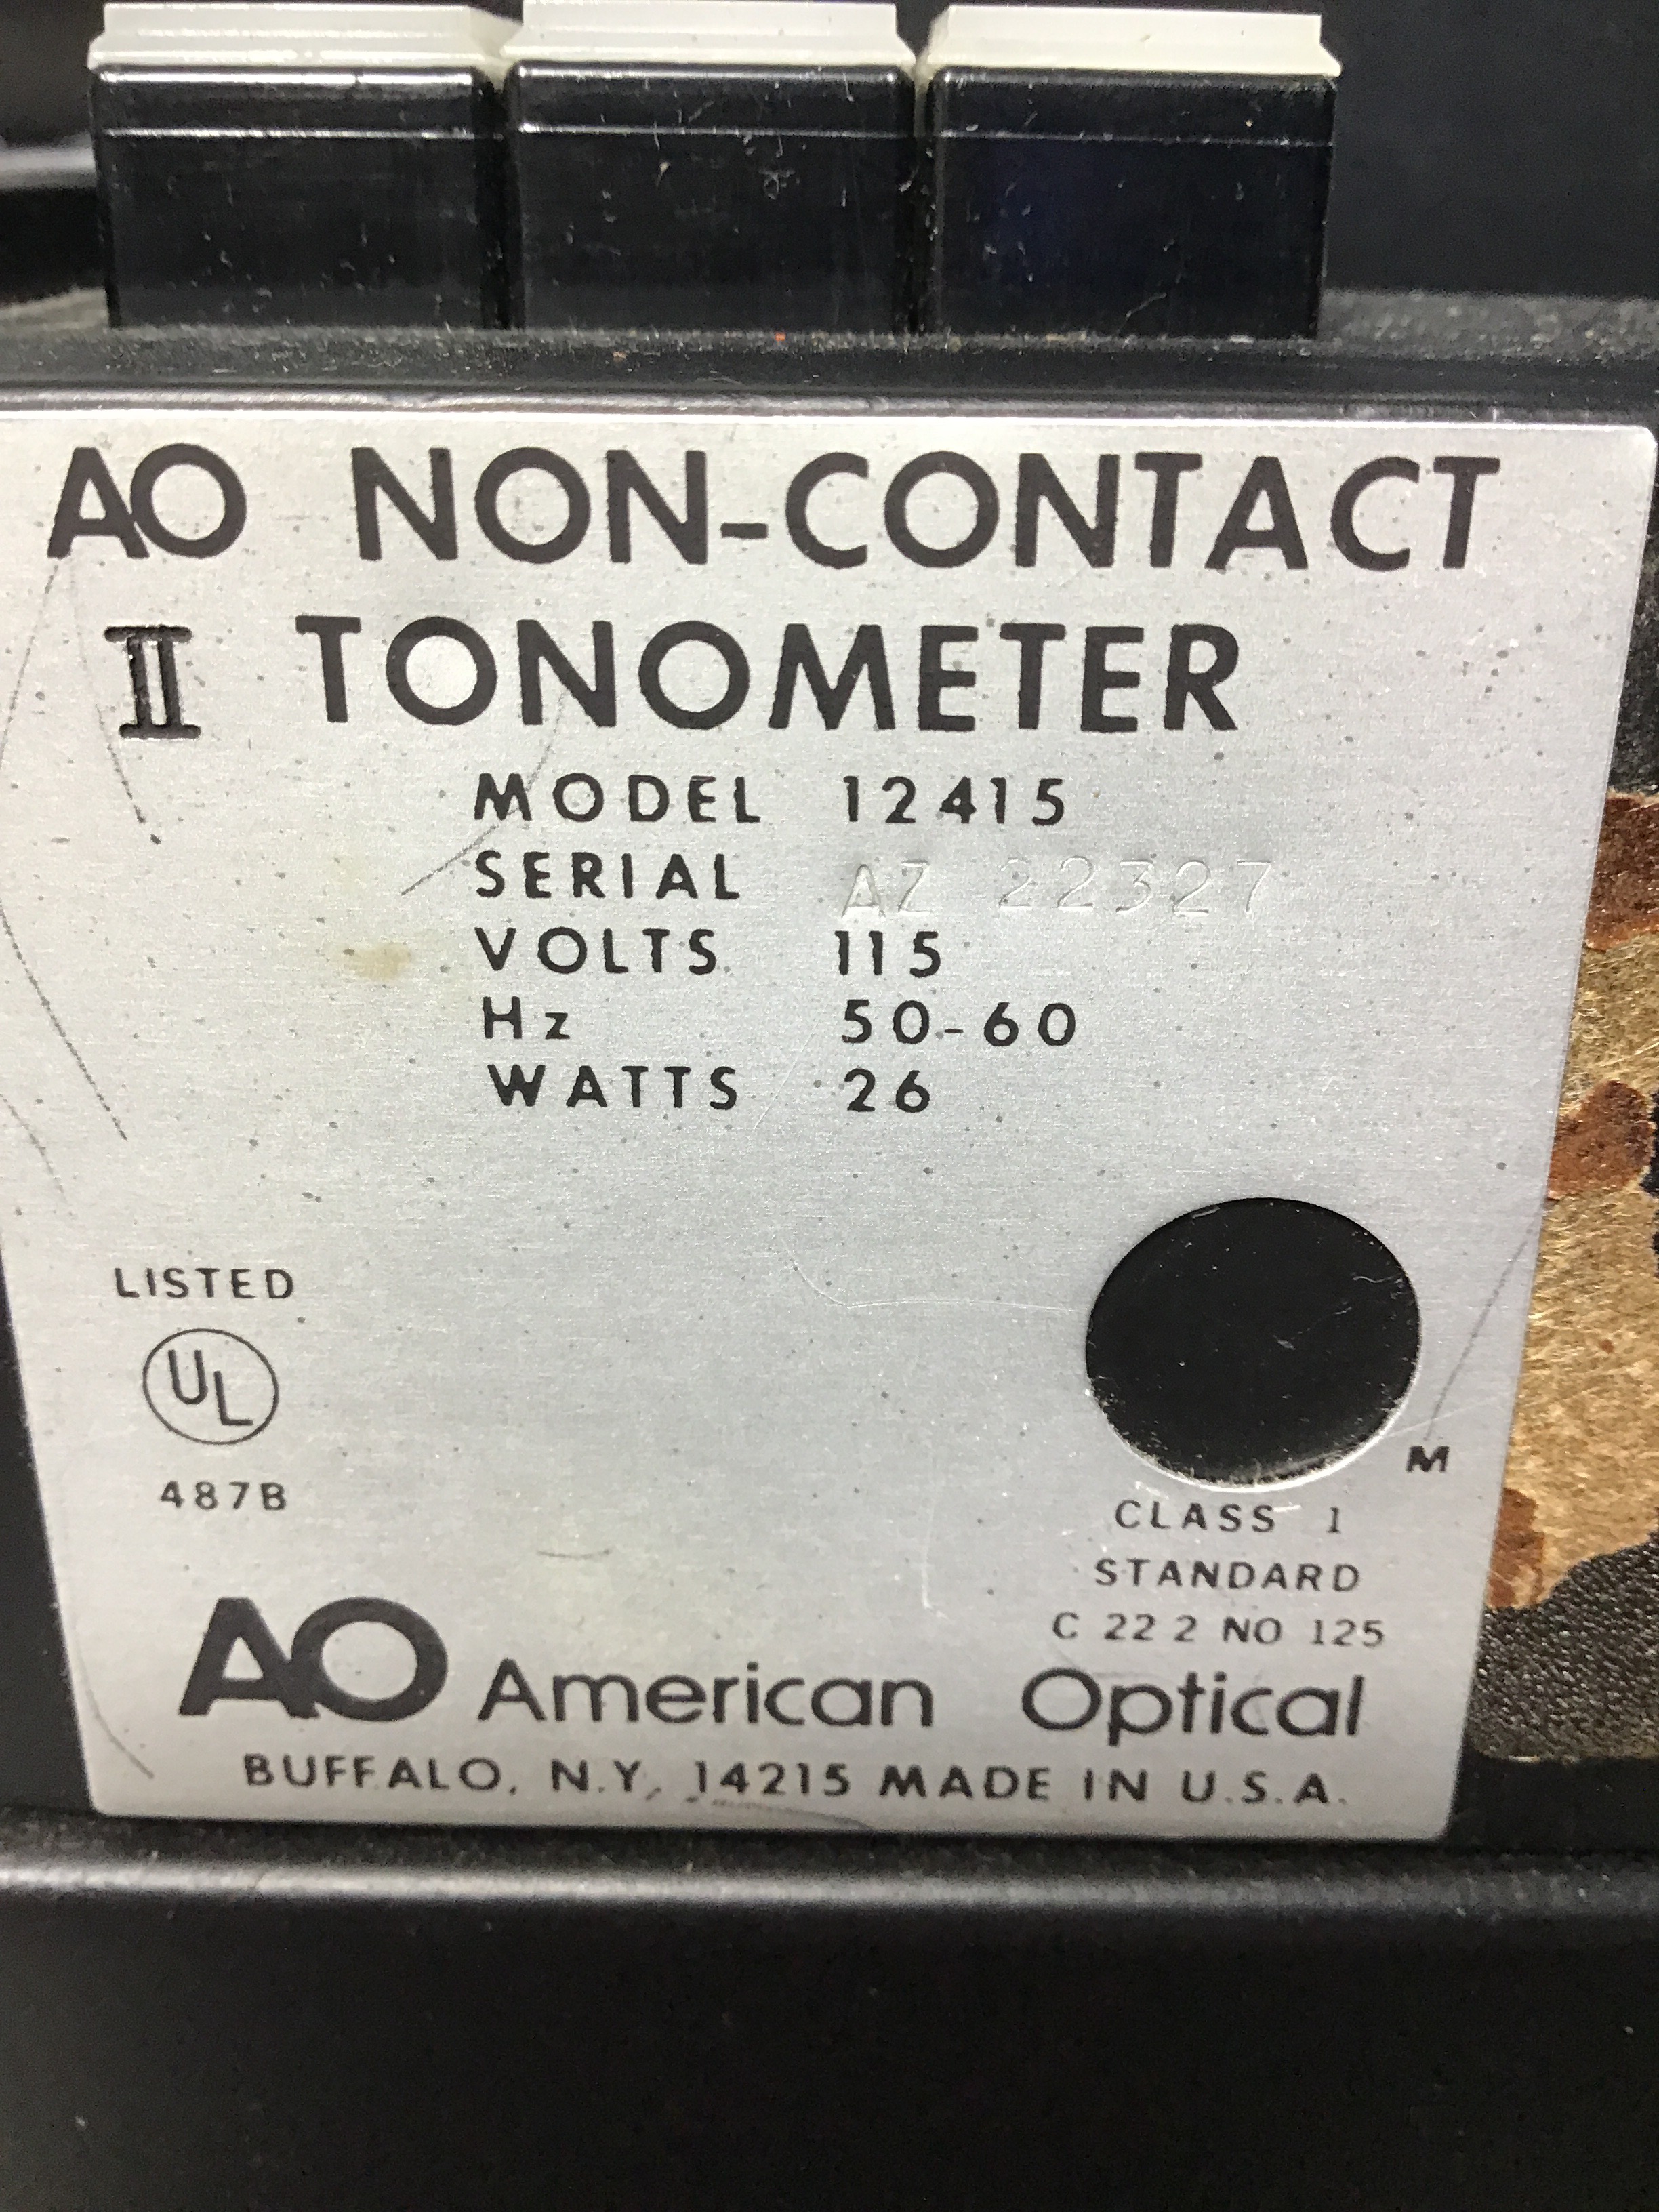 AO NON-CONTACT
II TONOMETER
MODEL 12415
SERIAL AZ 22327
VOLTS 115
Hz 50-60
WATTS 26
LISTED
UL
487B
M
CLASS 1
STANDARD
C 22 2 NO 125
AO American Optical
BUFFALO, N.Y. 14215 MADE IN U.S.A.